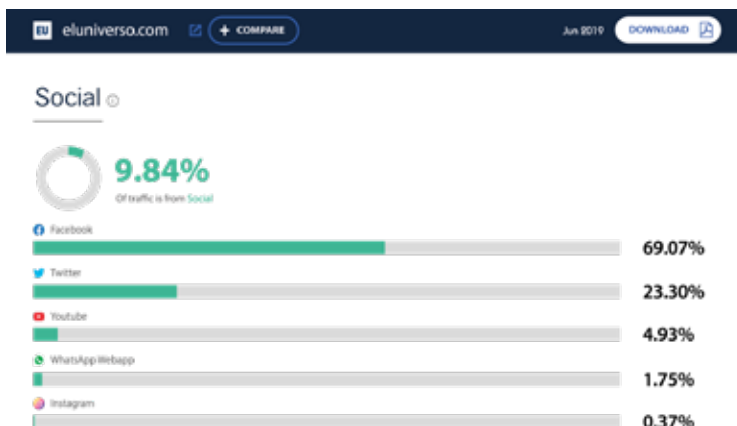 EU eluniverso.com + COMPARE Jun 2019 DOWNLOAD
Social
9.84%
Of traffic is from Social
Facebook
69.07%
Twitter
23.30%
Youtube
4.93%
WhatsApp Webapp
1.75%
Instagram
0.37%